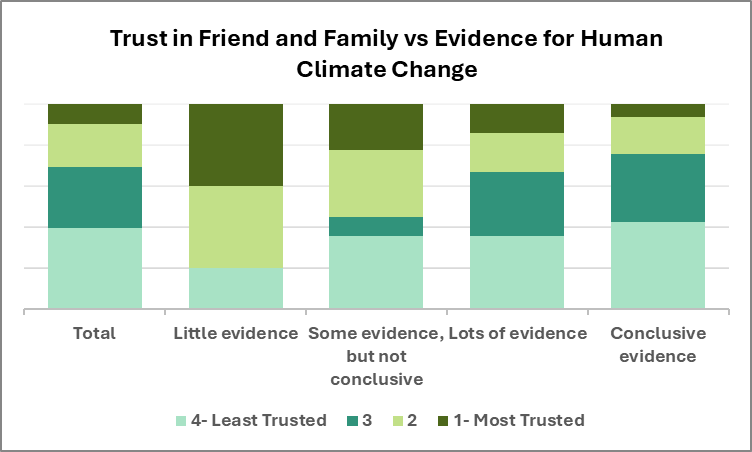 Trust in Friend and Family vs Evidence for Human
Climate Change
Total
Little evidence
Some evidence,
but not
conclusive
Lots of evidence
Conclusive
evidence
4- Least Trusted
3
2
1- Most Trusted